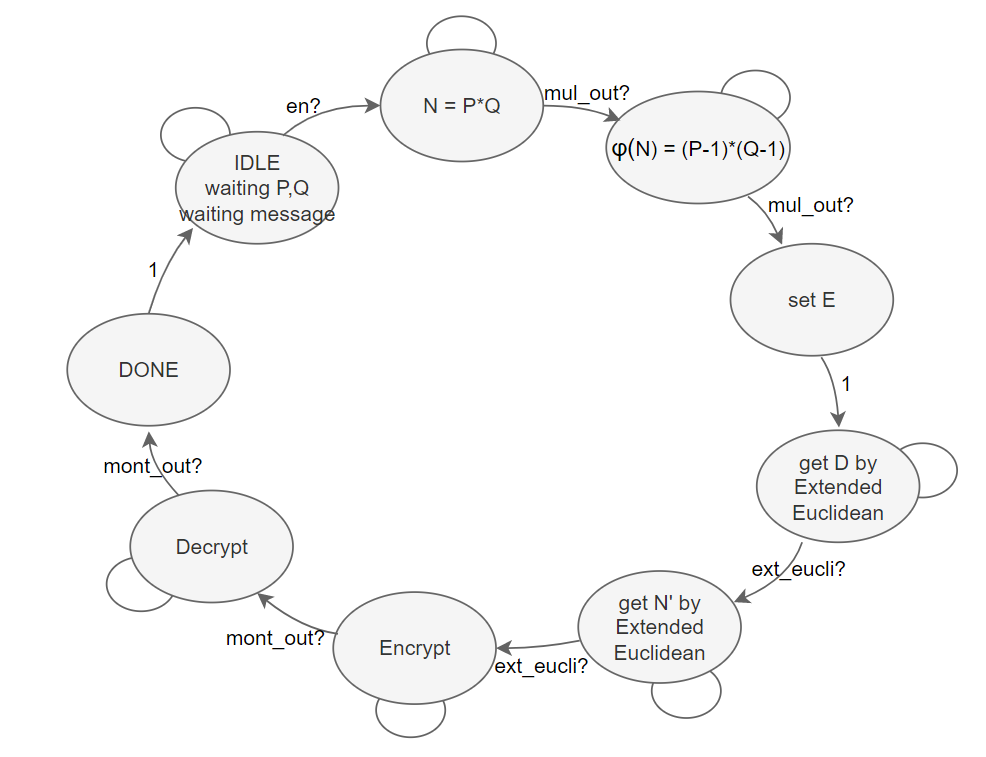 en?
N = P*Q
mul_out?
φ(N) = (P-1)*(Q-1)
IDLE
waiting P,Q
waiting message
mul_out?
1
set E
DONE
1
get D by
Extended
Euclidean
mont_out?
Decrypt
ext_eucli?
get N' by
Extended
Euclidean
mont_out?
Encrypt
ext_eucli?